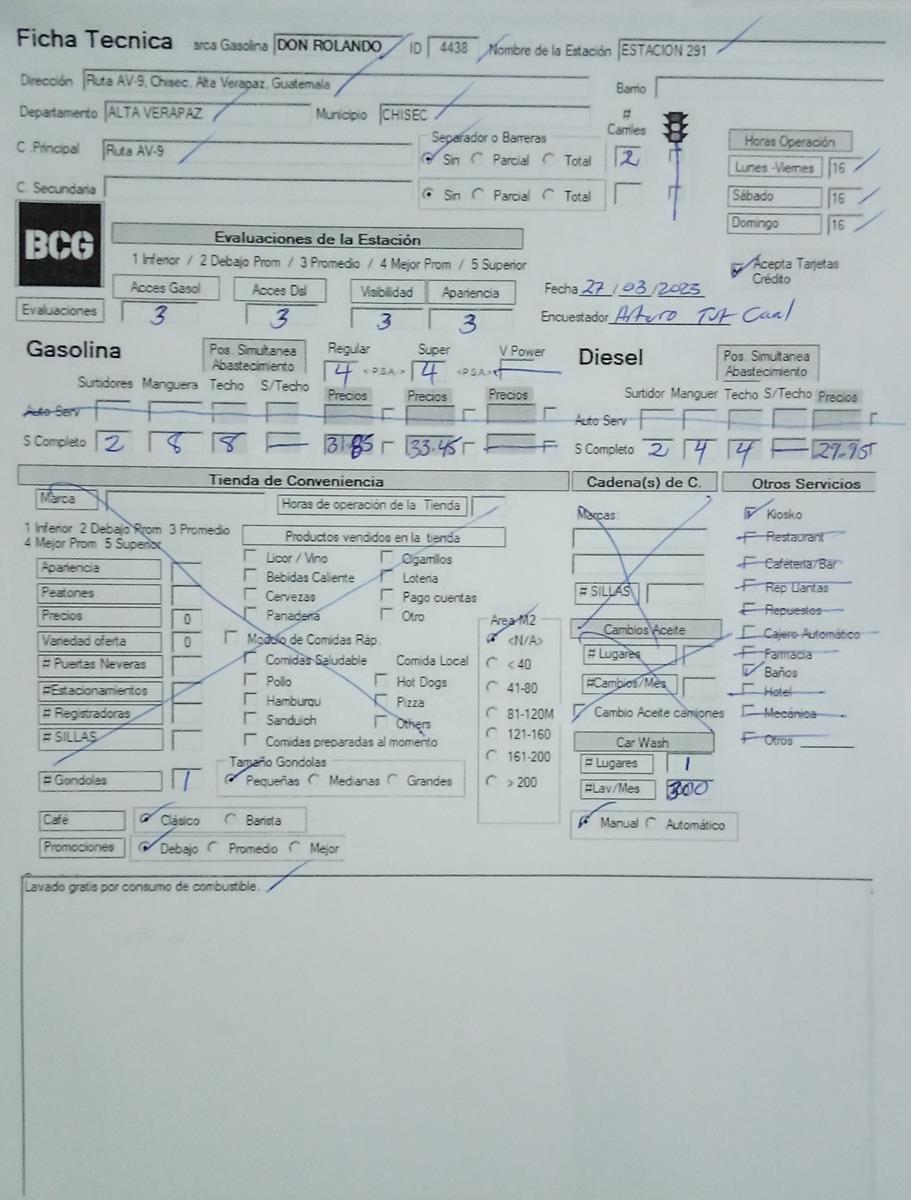 Ficha Tecnica arca Gasolina DON ROLANDO ID 4438 Nombre de la Estación ESTACION 291
Dirección Ruta AV-9, Chisec, Alta Verapaz, Guatemala Barrio
Departamento ALTA VERAPAZ Municipio CHISEC # Carriles
C .Principal Ruta AV-9 Separador o Barreras Sin Parcial Total 2
C. Secundaria Sin Parcial Total
Horas Operación
Lunes -Viernes 16
Sábado 16
Domingo 16
BCG
Evaluaciones de la Estación
1 Inferior / 2 Debajo Prom / 3 Promedio / 4 Mejor Prom / 5 Superior
Acepta Tarjetas Crédito
Acces Gasol Acces Dsl Visibilidad Apariencia
Evaluaciones 3 3 3 3
Fecha 27/03/2023
Encuestador Arturo Tut Caal
Gasolina Pos. Simultanea Abastecimiento Regular Super V Power
4 <P.S.A.> 4 <P.S.A>
Surtidores Manguera Techo S/Techo Precios Precios Precios
Auto Serv
S Completo 2 8 8 31.85 33.45
Diesel Pos. Simultanea Abastecimiento
Surtidor Manguer Techo S/Techo Precios
Auto Serv
S Completo 2 4 4 29.95
Tienda de Conveniencia
Marca Horas de operación de la Tienda
1 Inferior 2 Debajo Prom 3 Promedio
4 Mejor Prom 5 Superior
Apariencia
Peatones
Precios 0
Variedad oferta 0
# Puertas Neveras
#Estacionamientos
# Registradoras
# SILLAS
# Gondolas 1
Productos vendidos en la tienda
Licor / Vino Cigarrillos
Bebidas Caliente Loteria
Cervezas Pago cuentas
Panaderia Otro
Modulo de Comidas Ráp.
Comidas Saludable Comida Local
Pollo Hot Dogs
Hamburqu Pizza
Sanduich Others
Comidas preparadas al momento
Tamaño Gondolas
Pequeñas Medianas Grandes
Area M2
<N/A>
< 40
41-80
81-120M
121-160
161-200
> 200
Café Clásico Barista
Promociones Debajo Promedio Mejor
Cadena(s) de C.
Marcas:
# SILLAS
Cambios Aceite
# Lugares
#Cambios/Mes
Cambio Aceite camiones
Car Wash
# Lugares 1
#Lav/Mes 300
Manual Automático
Otros Servicios
Kiosko
Restaurant
Cafétería/Bar
Rep Llantas
Repuestos
Cajero Automático
Farmacia
Baños
Hotel
Mecánica
Otros
Lavado gratis por consumo de combustible.